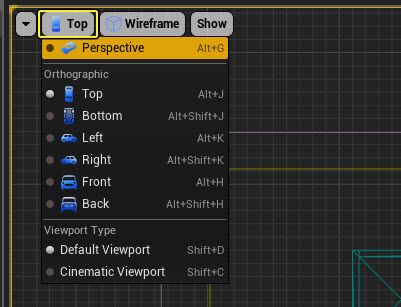 Top Wireframe Show
Perspective Alt+G
Orthographic
Top Alt+J
Bottom Alt+Shift+J
Left Alt+K
Right Alt+Shift+K
Front Alt+H
Back Alt+Shift+H
Viewport Type
Default Viewport Shift+D
Cinematic Viewport Shift+C